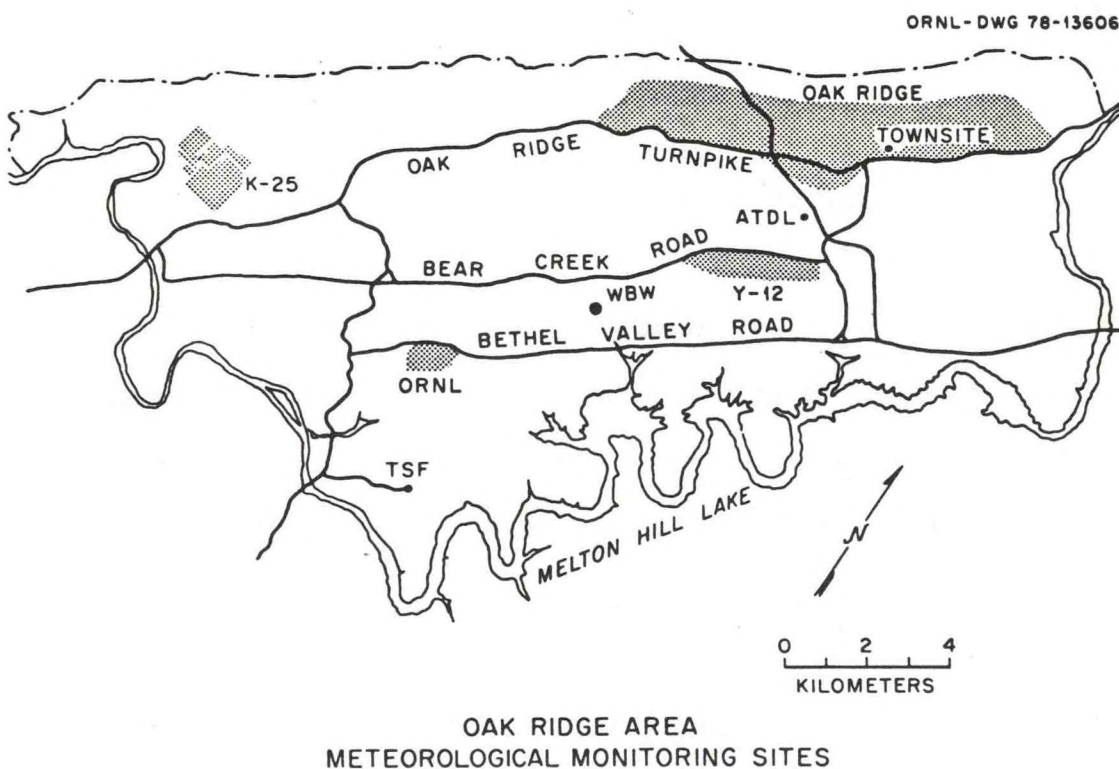 ORNL-DWG 78-13606
OAK RIDGE
TOWNSITE
OAK RIDGE TURNPIKE
K-25
ATDL
BEAR CREEK ROAD
Y-12
WBW
BETHEL VALLEY ROAD
ORNL
TSF
MELTON HILL LAKE
N
0 2 4
KILOMETERS
OAK RIDGE AREA
METEOROLOGICAL MONITORING SITES